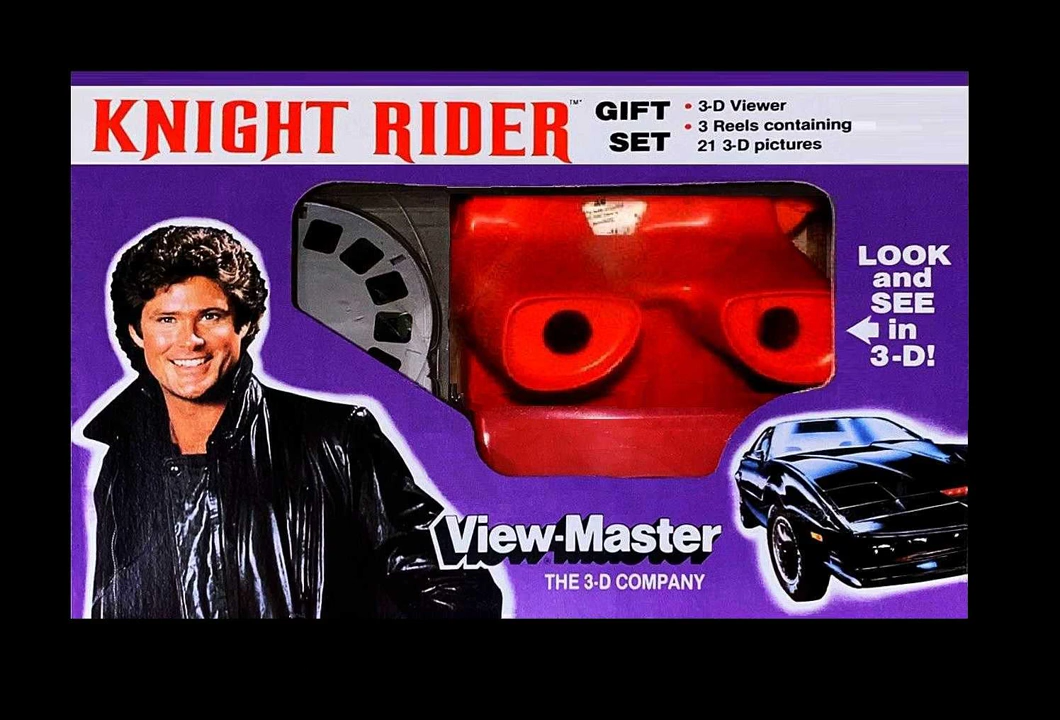 KNIGHT RIDER™
GIFT
SET
• 3-D Viewer
• 3 Reels containing
21 3-D pictures
LOOK
and
SEE
in
3-D!
View-Master
THE 3-D COMPANY